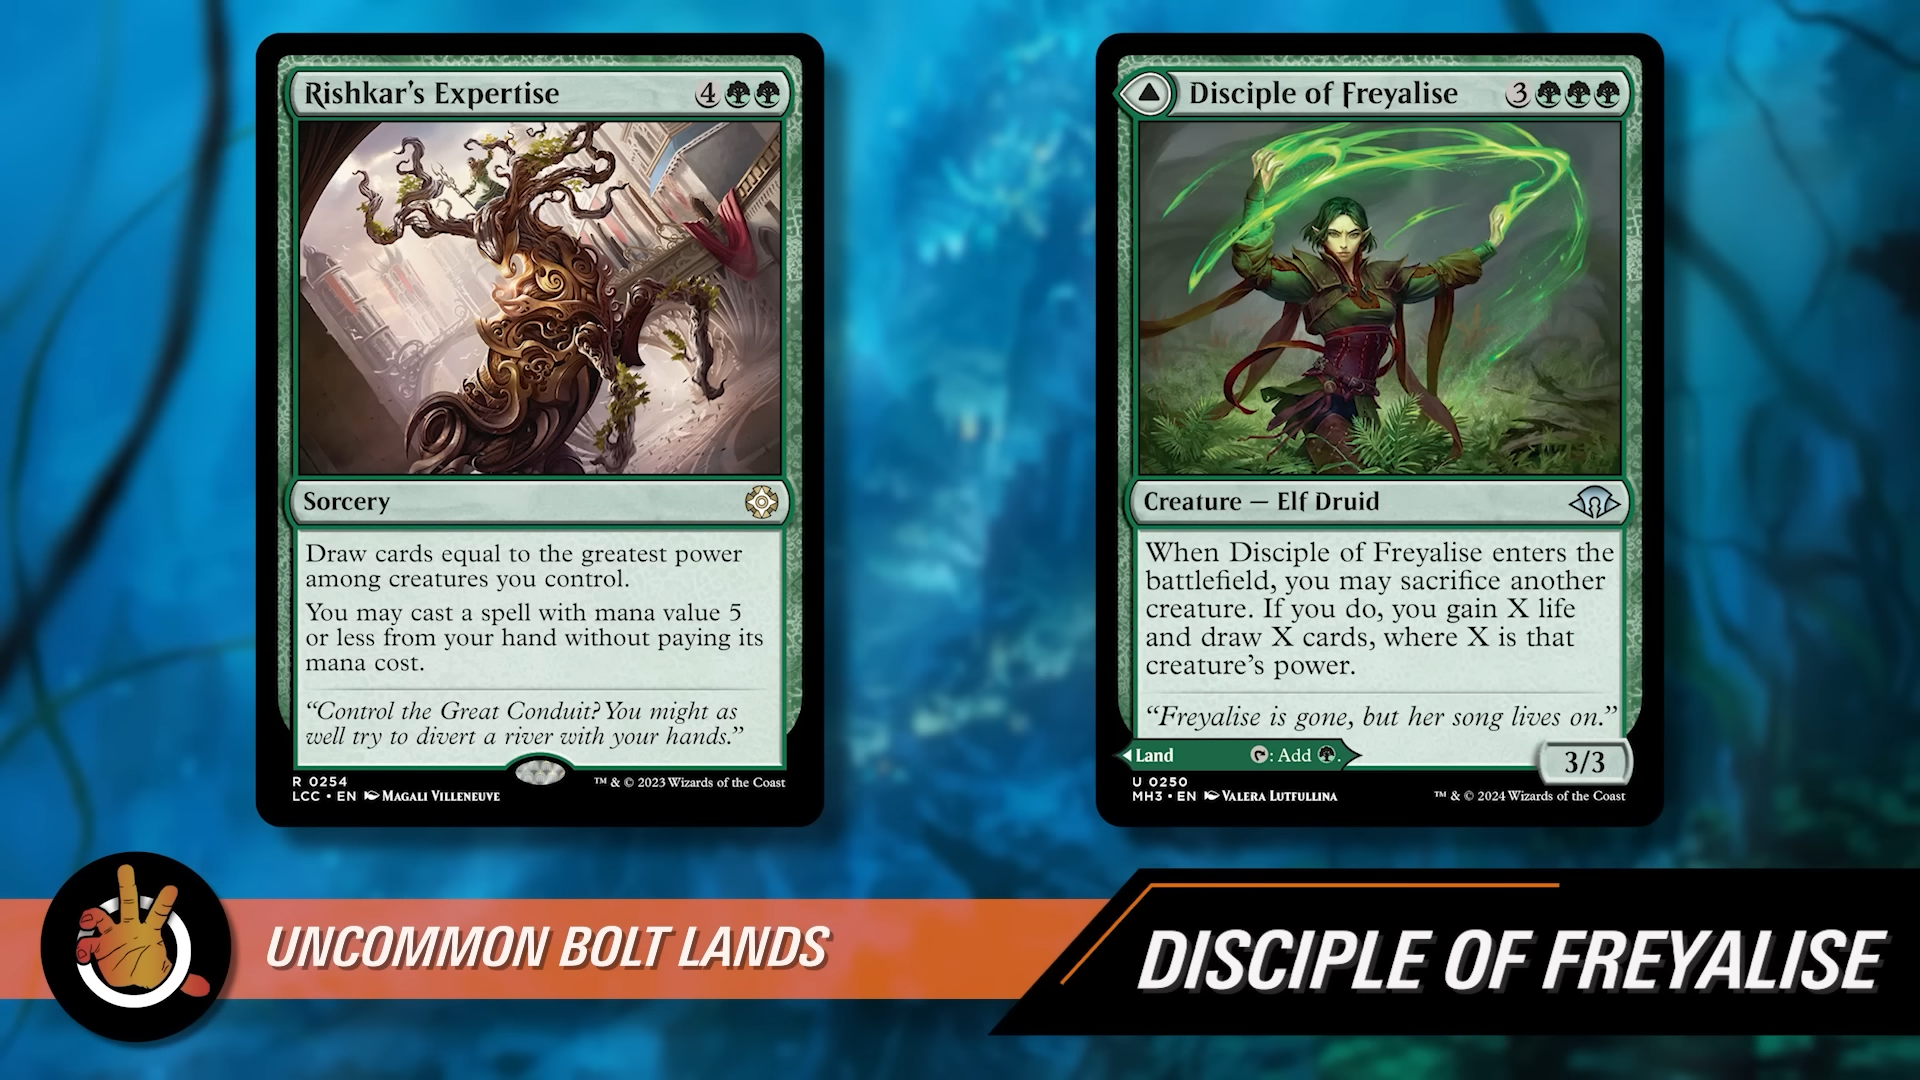 Rishkar's Expertise 4
Sorcery
Draw cards equal to the greatest power
among creatures you control.
You may cast a spell with mana value 5
or less from your hand without paying its
mana cost.
“Control the Great Conduit? You might as
well try to divert a river with your hands.”
R 0254
LCC • EN MAGALI VILLENEUVE
™ & © 2023 Wizards of the Coast
Disciple of Freyalise 3
Creature — Elf Druid
When Disciple of Freyalise enters the
battlefield, you may sacrifice another
creature. If you do, you gain X life
and draw X cards, where X is that
creature's power.
“Freyalise is gone, but her song lives on.”
Land : Add .
3/3
U 0250
MH3 • EN VALERA LUTFULLINA
™ & © 2024 Wizards of the Coast
UNCOMMON BOLT LANDS
DISCIPLE OF FREYALISE